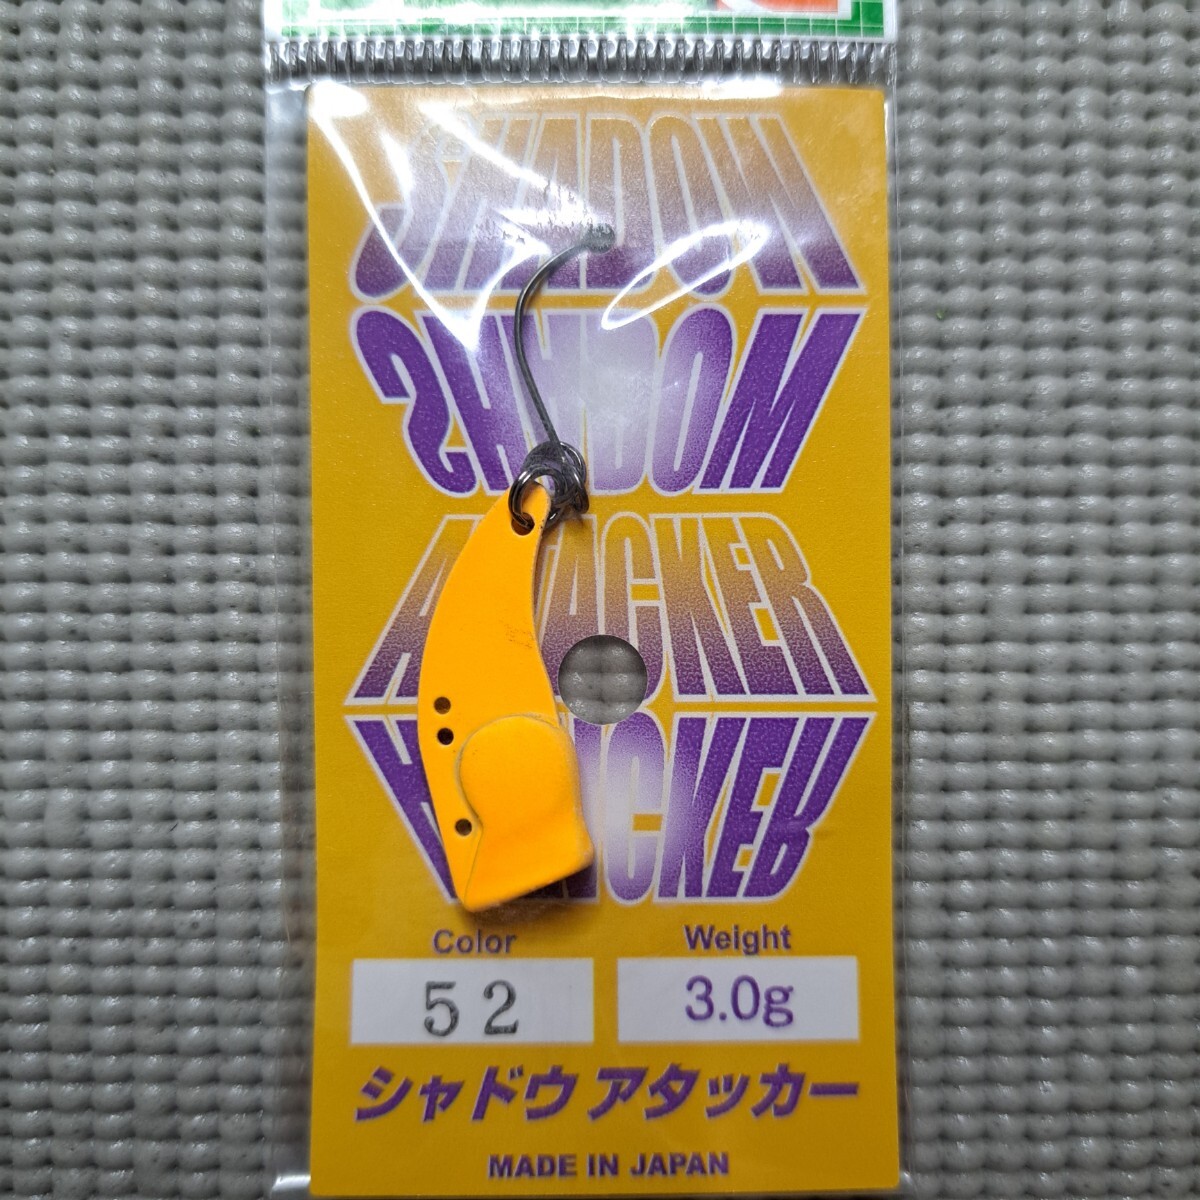 SHADOW
SHADOW
ATTACKER
ATTACKER
Color Weight
52 3.0g
シャドウ アタッカー
MADE IN JAPAN